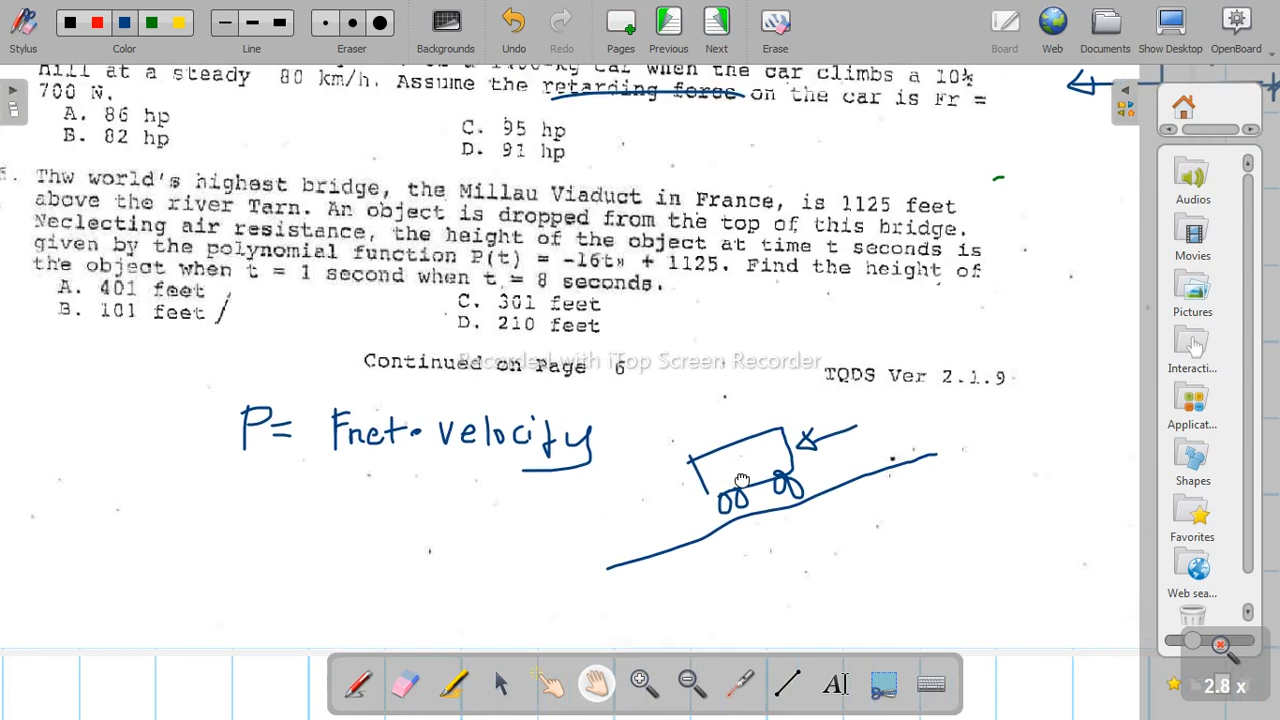 Stylus
Color
Line
Eraser
Backgrounds
Undo
Redo
Pages
Previous
Next
Erase
Board
Web
Documents
Show Desktop
OpenBoard
hill at a steady 80 km/h. Assume the retarding force on the car is Fr =
700 N.
A. 86 hp
C. 95 hp
B. 82 hp
D. 91 hp
Thw world's highest bridge, the Millau Viaduct in France, is 1125 feet
above the river Tarn. An object is dropped from the top of this bridge.
Neclecting air resistance, the height of the object at time t seconds is
given by the polynomial function P(t) = -16t» + 1125. Find the height of
the object when t = 1 second when t = 8 seconds.
A. 401 feet
C. 301 feet
B. 101 feet
D. 210 feet
Continued on Page 6
Recorded with iTop Screen Recorder
TQDS Ver 2.1.9
P= Fnet· velocity
Audios
Movies
Pictures
Interacti...
Applicat...
Shapes
Favorites
Web sea...
2.8 x